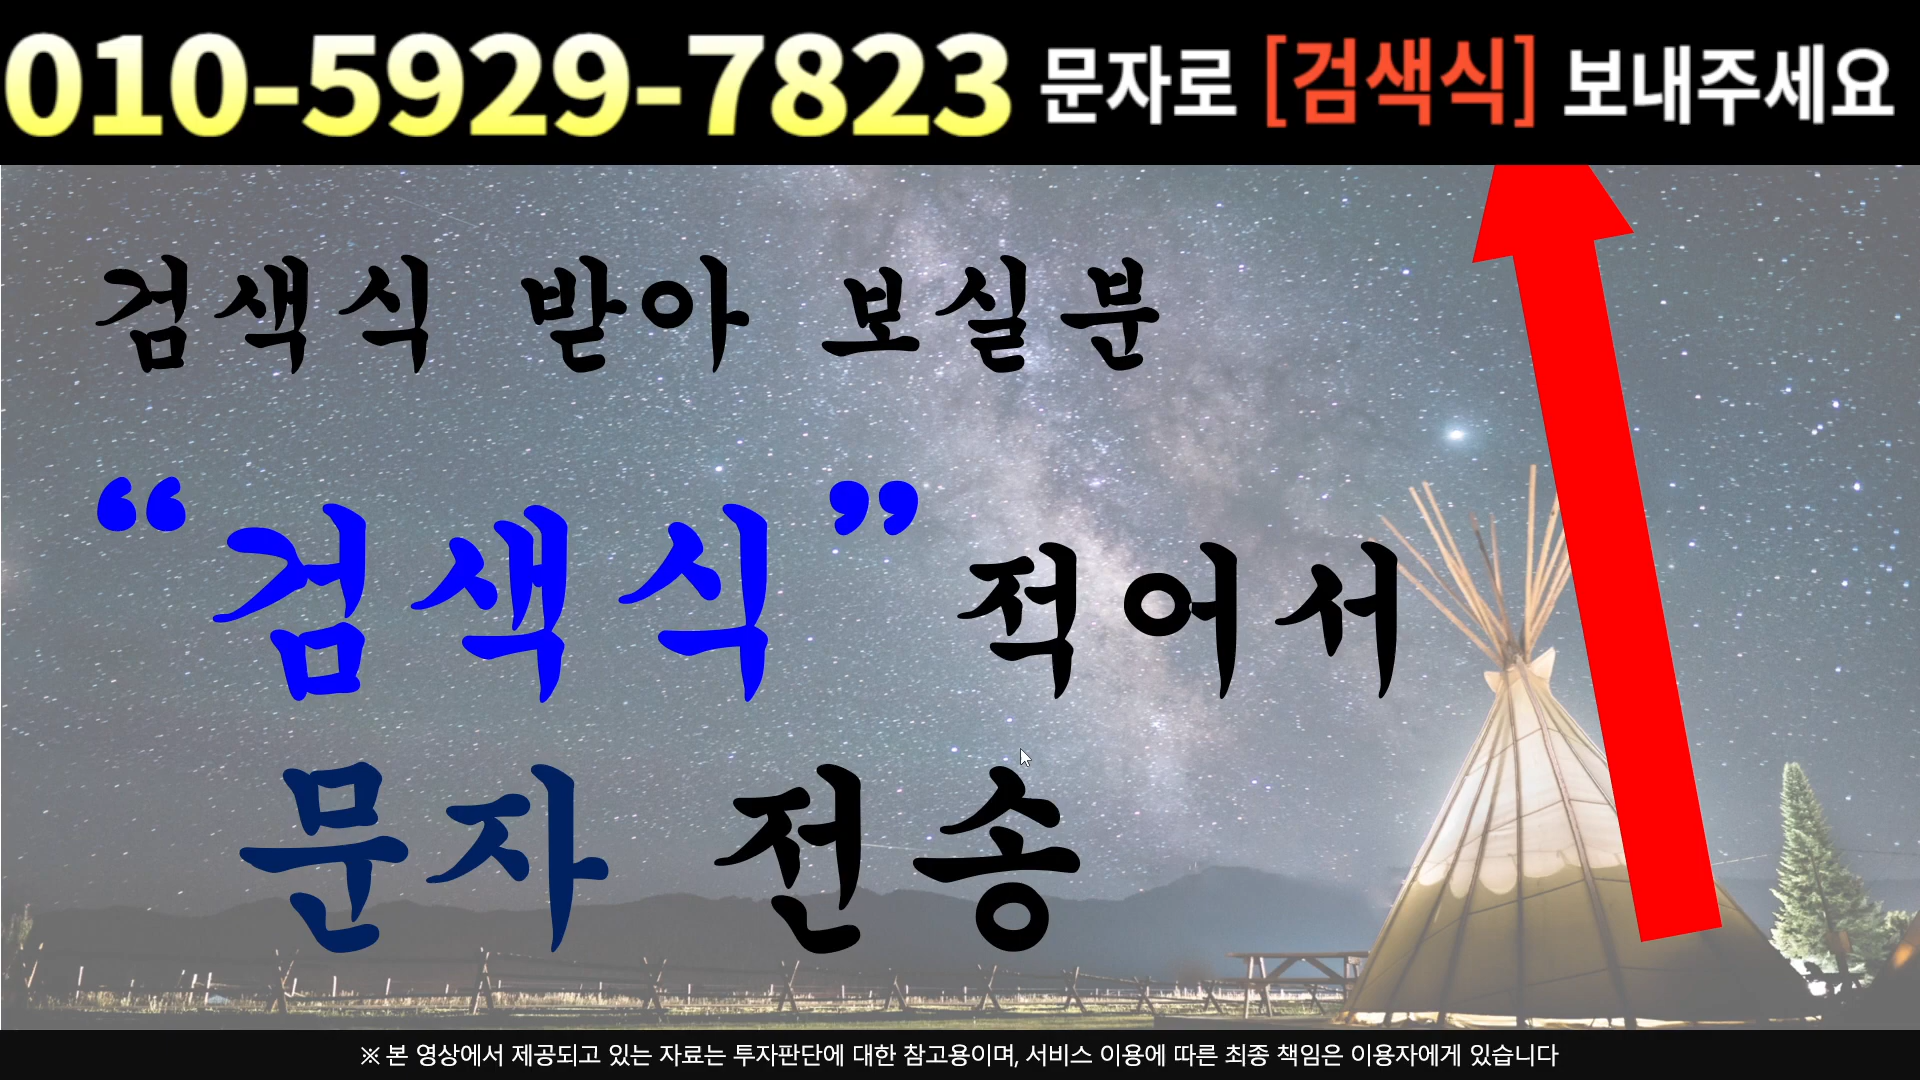 010-5929-7823 문자로 [검색식] 보내주세요
검색식 받아 보실분
“검색식” 적어서
문자 전송
※ 본 영상에서 제공되고 있는 자료는 투자판단에 대한 참고용이며, 서비스 이용에 따른 최종 책임은 이용자에게 있습니다